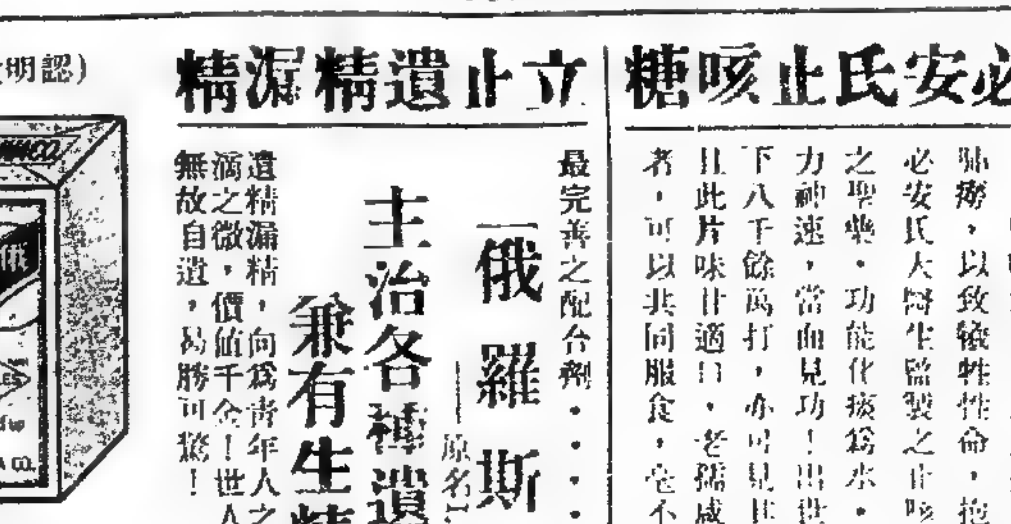 必安氏止咳糖
肺癆，以致犧牲性命，
必安氏大醫生監製之止咳
之聖藥。功能化痰爲水。
力神速，當面見功！出世
下八千餘萬打，亦可見其
且此片味甘適口。老孺咸
者，可以共同服食，毫不
立止遺精漏精
最完善之配合劑・・・・
「俄羅斯
原名
主治各種遺
兼有生精
遺精漏精，向爲青年人之
滴之微，價値千金！世人
無故自遺，曷勝可惜！
明認）
俄